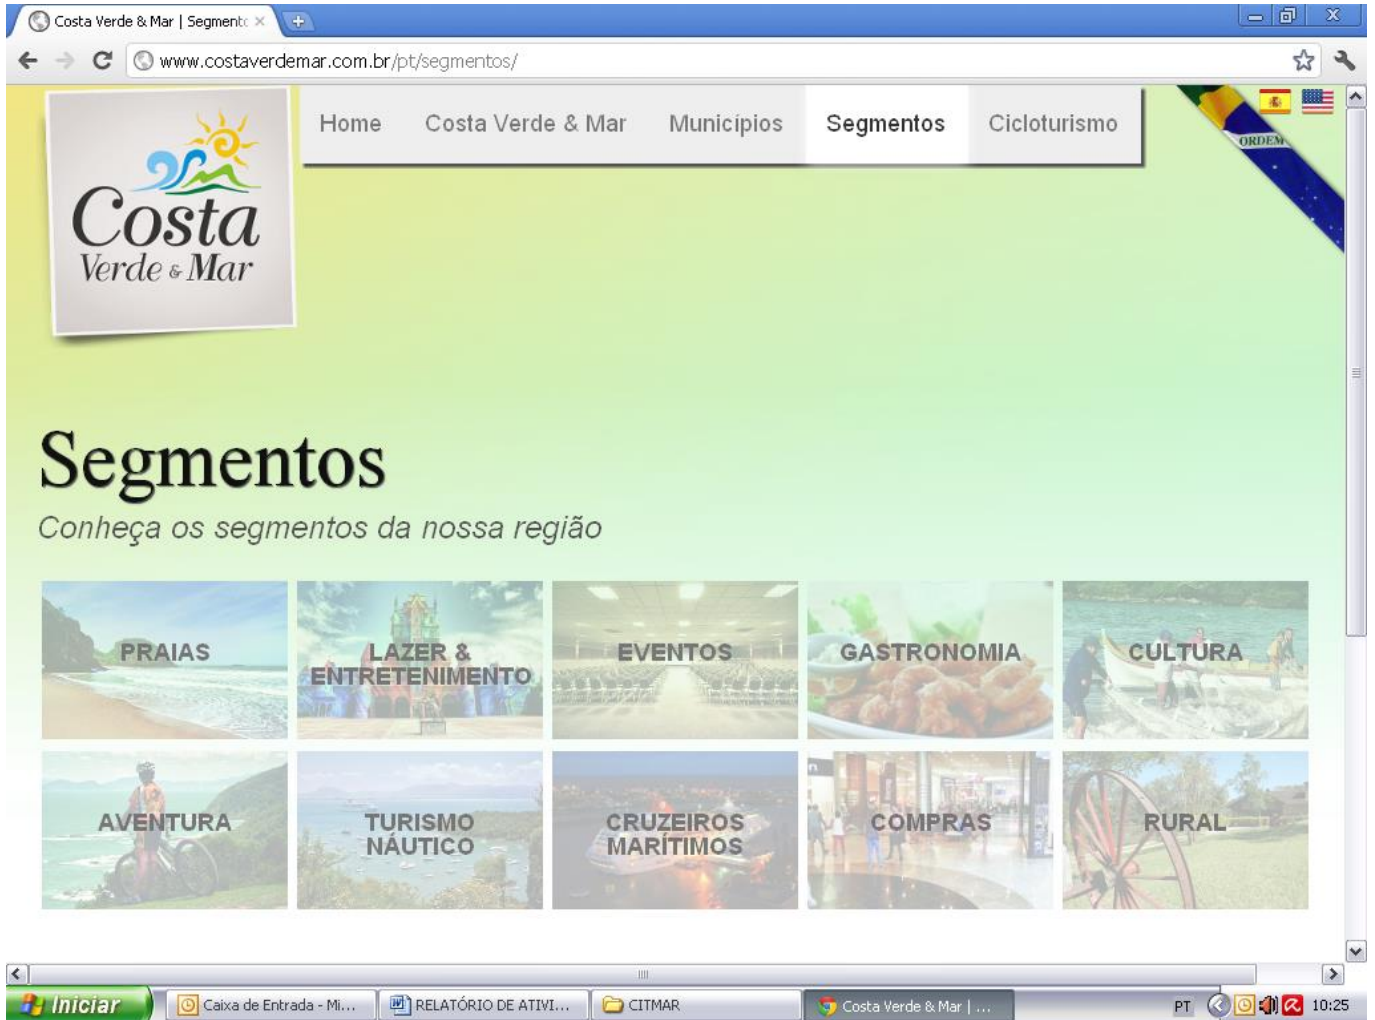 Costa Verde & Mar | Segmento
www.costaverdemar.com.br/pt/segmentos/
Home
Costa Verde & Mar
Municípios
Segmentos
Cicloturismo
ORDEM
Costa
Verde & Mar
Segmentos
Conheça os segmentos da nossa região
PRAIAS
LAZER &
ENTRETENIMENTO
EVENTOS
GASTRONOMIA
CULTURA
AVENTURA
TURISMO
NÁUTICO
CRUZEIROS
MARÍTIMOS
COMPRAS
RURAL
Iniciar
Caixa de Entrada - Mi...
RELATÓRIO DE ATIVI...
CITMAR
Costa Verde & Mar | ...
PT
10:25